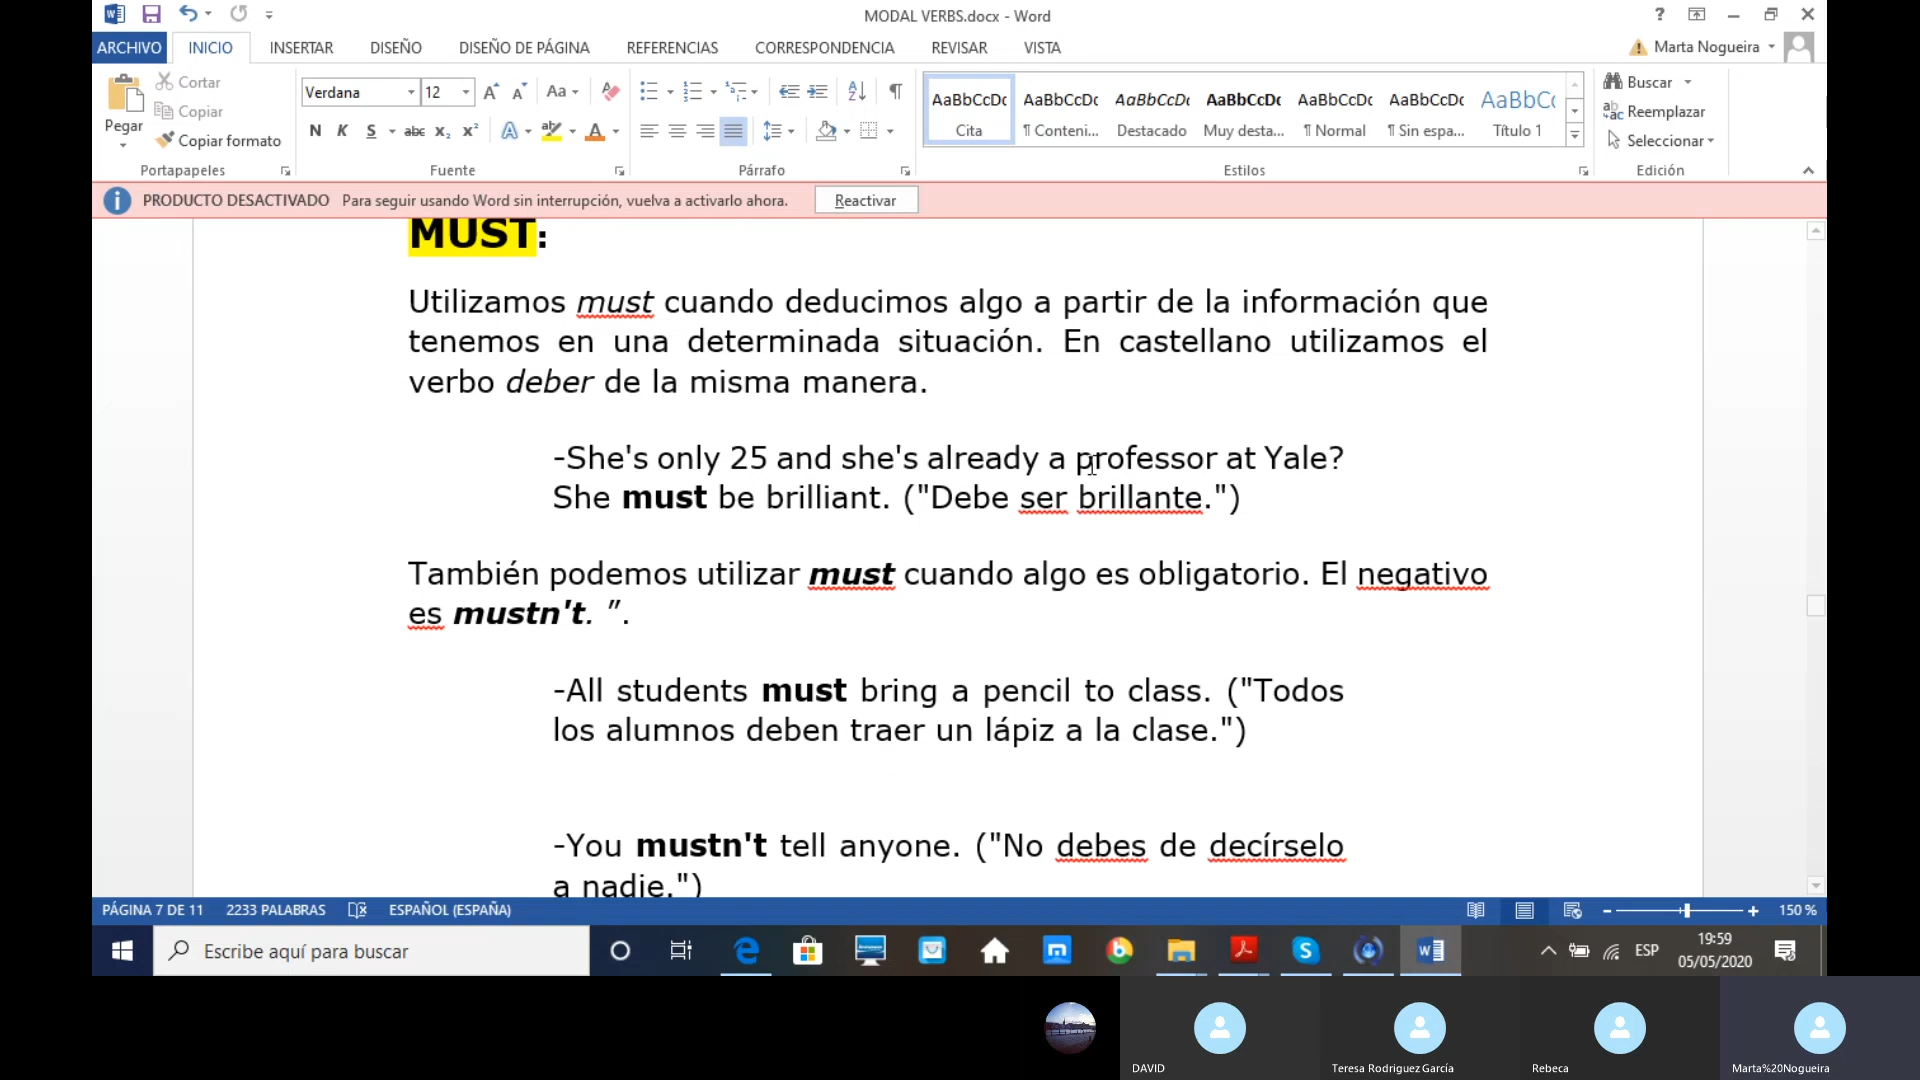 MODAL VERBS.docx - Word
?
ARCHIVO INICIO INSERTAR DISEÑO DISEÑO DE PÁGINA REFERENCIAS CORRESPONDENCIA REVISAR VISTA Marta Nogueira
Pegar
Cortar
Copiar
Copiar formato
Portapapeles
Verdana 12 A A Aa
N K S abc x₂ x² A ab A
Fuente
Párrafo
AaBbCcDc AaBbCcDc AaBbCcDc AaBbCcDc AaBbCcDc AaBbCcDc AaBbCc
Cita ¶ Conteni... Destacado Muy desta... ¶ Normal ¶ Sin espa... Título 1
Estilos
Buscar
Reemplazar
Seleccionar
Edición
PRODUCTO DESACTIVADO Para seguir usando Word sin interrupción, vuelva a activarlo ahora. Reactivar
MUST:
Utilizamos must cuando deducimos algo a partir de la información que
tenemos en una determinada situación. En castellano utilizamos el
verbo deber de la misma manera.
-She's only 25 and she's already a professor at Yale?
She must be brilliant. ("Debe ser brillante.")
También podemos utilizar must cuando algo es obligatorio. El negativo
es mustn't. ”.
-All students must bring a pencil to class. ("Todos
los alumnos deben traer un lápiz a la clase.")
-You mustn't tell anyone. ("No debes de decírselo
a nadie.")
PÁGINA 7 DE 11 2233 PALABRAS ESPAÑOL (ESPAÑA) 150 %
Escribe aquí para buscar
ESP
19:59
05/05/2020
DAVID Teresa Rodriguez García Rebeca Marta%20Nogueira